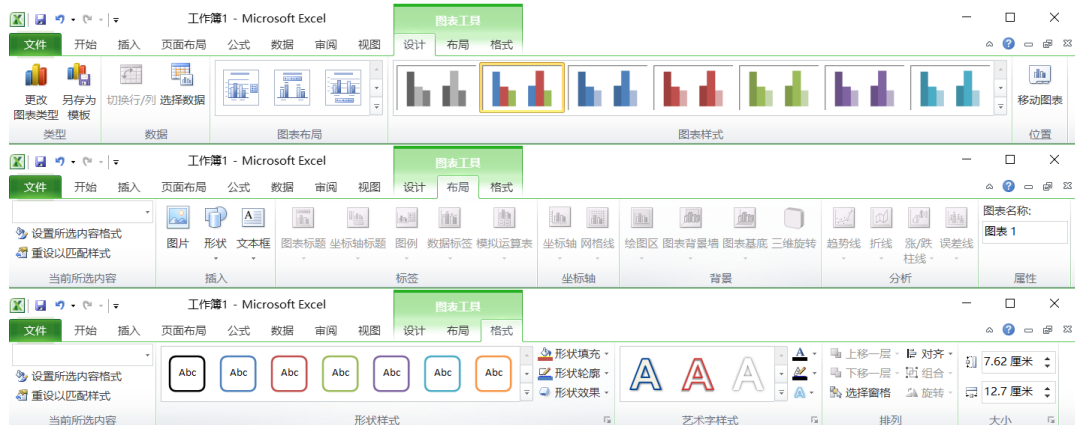 工作簿1 - Microsoft Excel 图表工具
文件 开始 插入 页面布局 公式 数据 审阅 视图 设计 布局 格式
更改 另存为 切换行/列 选择数据 移动图表
图表类型 模板
类型 数据 图表布局 图表样式 位置
工作簿1 - Microsoft Excel 图表工具
文件 开始 插入 页面布局 公式 数据 审阅 视图 设计 布局 格式
图表名称:
设置所选内容格式 图片 形状 文本框 图表标题 坐标轴标题 图例 数据标签 模拟运算表 坐标轴 网格线 绘图区 图表背景墙 图表基底 三维旋转 趋势线 折线 涨/跌 误差线 图表 1
重设以匹配样式 柱线
当前所选内容 插入 标签 坐标轴 背景 分析 属性
工作簿1 - Microsoft Excel 图表工具
文件 开始 插入 页面布局 公式 数据 审阅 视图 设计 布局 格式
形状填充 A 上移一层 对齐 7.62 厘米
设置所选内容格式 Abc Abc Abc Abc Abc Abc Abc 形状轮廓 A A A 下移一层 组合
重设以匹配样式 形状效果 A 选择窗格 旋转 12.7 厘米
当前所选内容 形状样式 艺术字样式 排列 大小